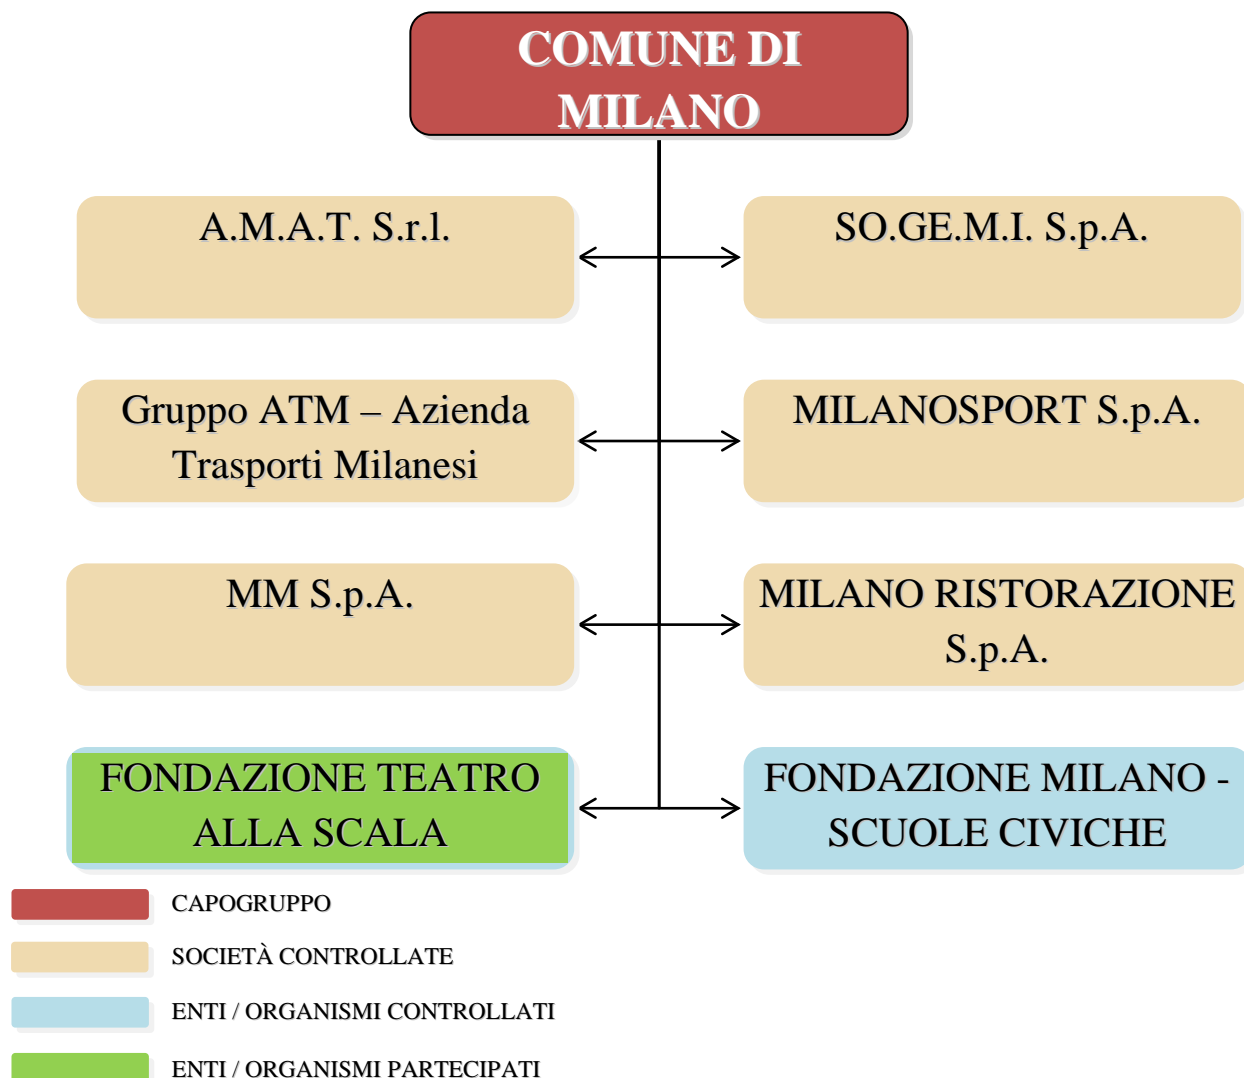 COMUNE DI
MILANO
A.M.A.T. S.r.l.
SO.GE.M.I. S.p.A.
Gruppo ATM – Azienda
Trasporti Milanesi
MILANOSPORT S.p.A.
MM S.p.A.
MILANO RISTORAZIONE
S.p.A.
FONDAZIONE TEATRO
ALLA SCALA
FONDAZIONE MILANO -
SCUOLE CIVICHE
CAPOGRUPPO
SOCIETÀ CONTROLLATE
ENTI / ORGANISMI CONTROLLATI
ENTI / ORGANISMI PARTECIPATI